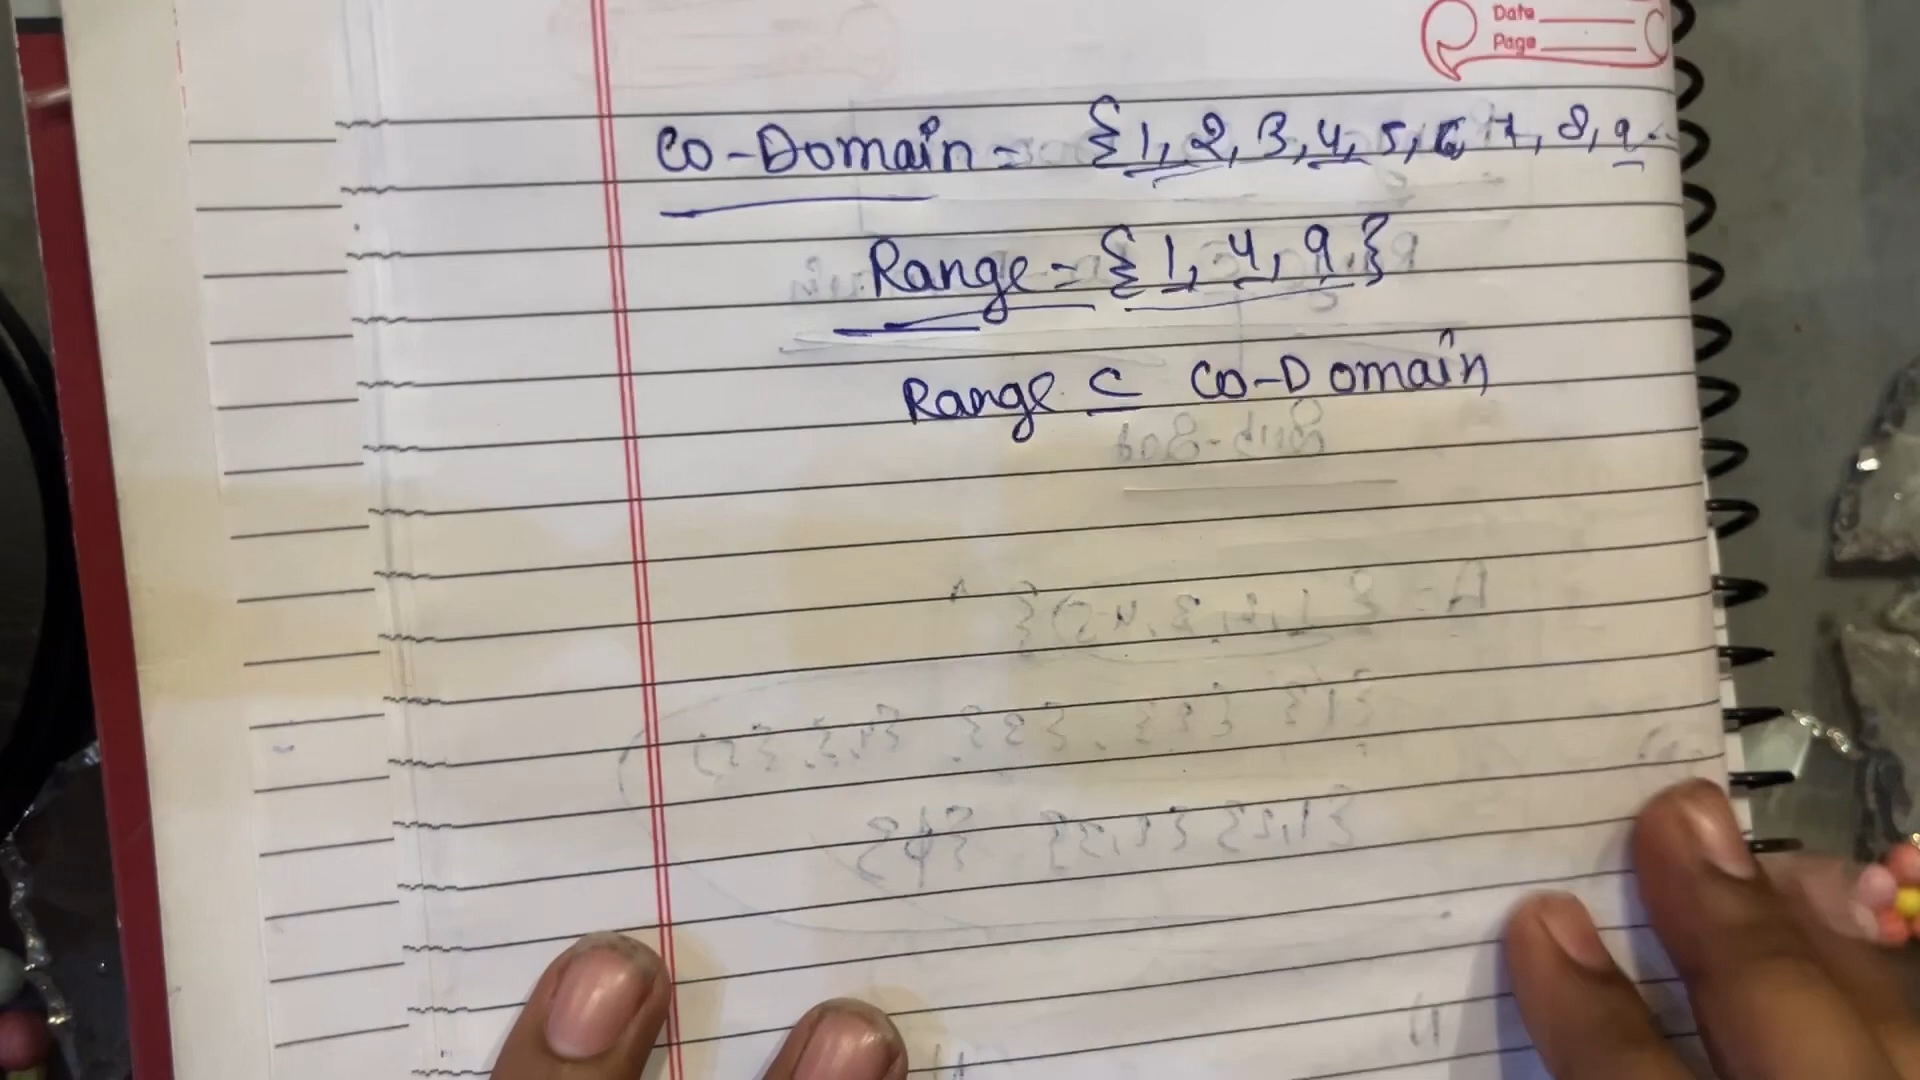 Date
Page
Co-Domain = {1, 2, 3, 4, 5, 6, 7, 8, 9..
Range = {1, 4, 9}
Range ⊆ Co-Domain